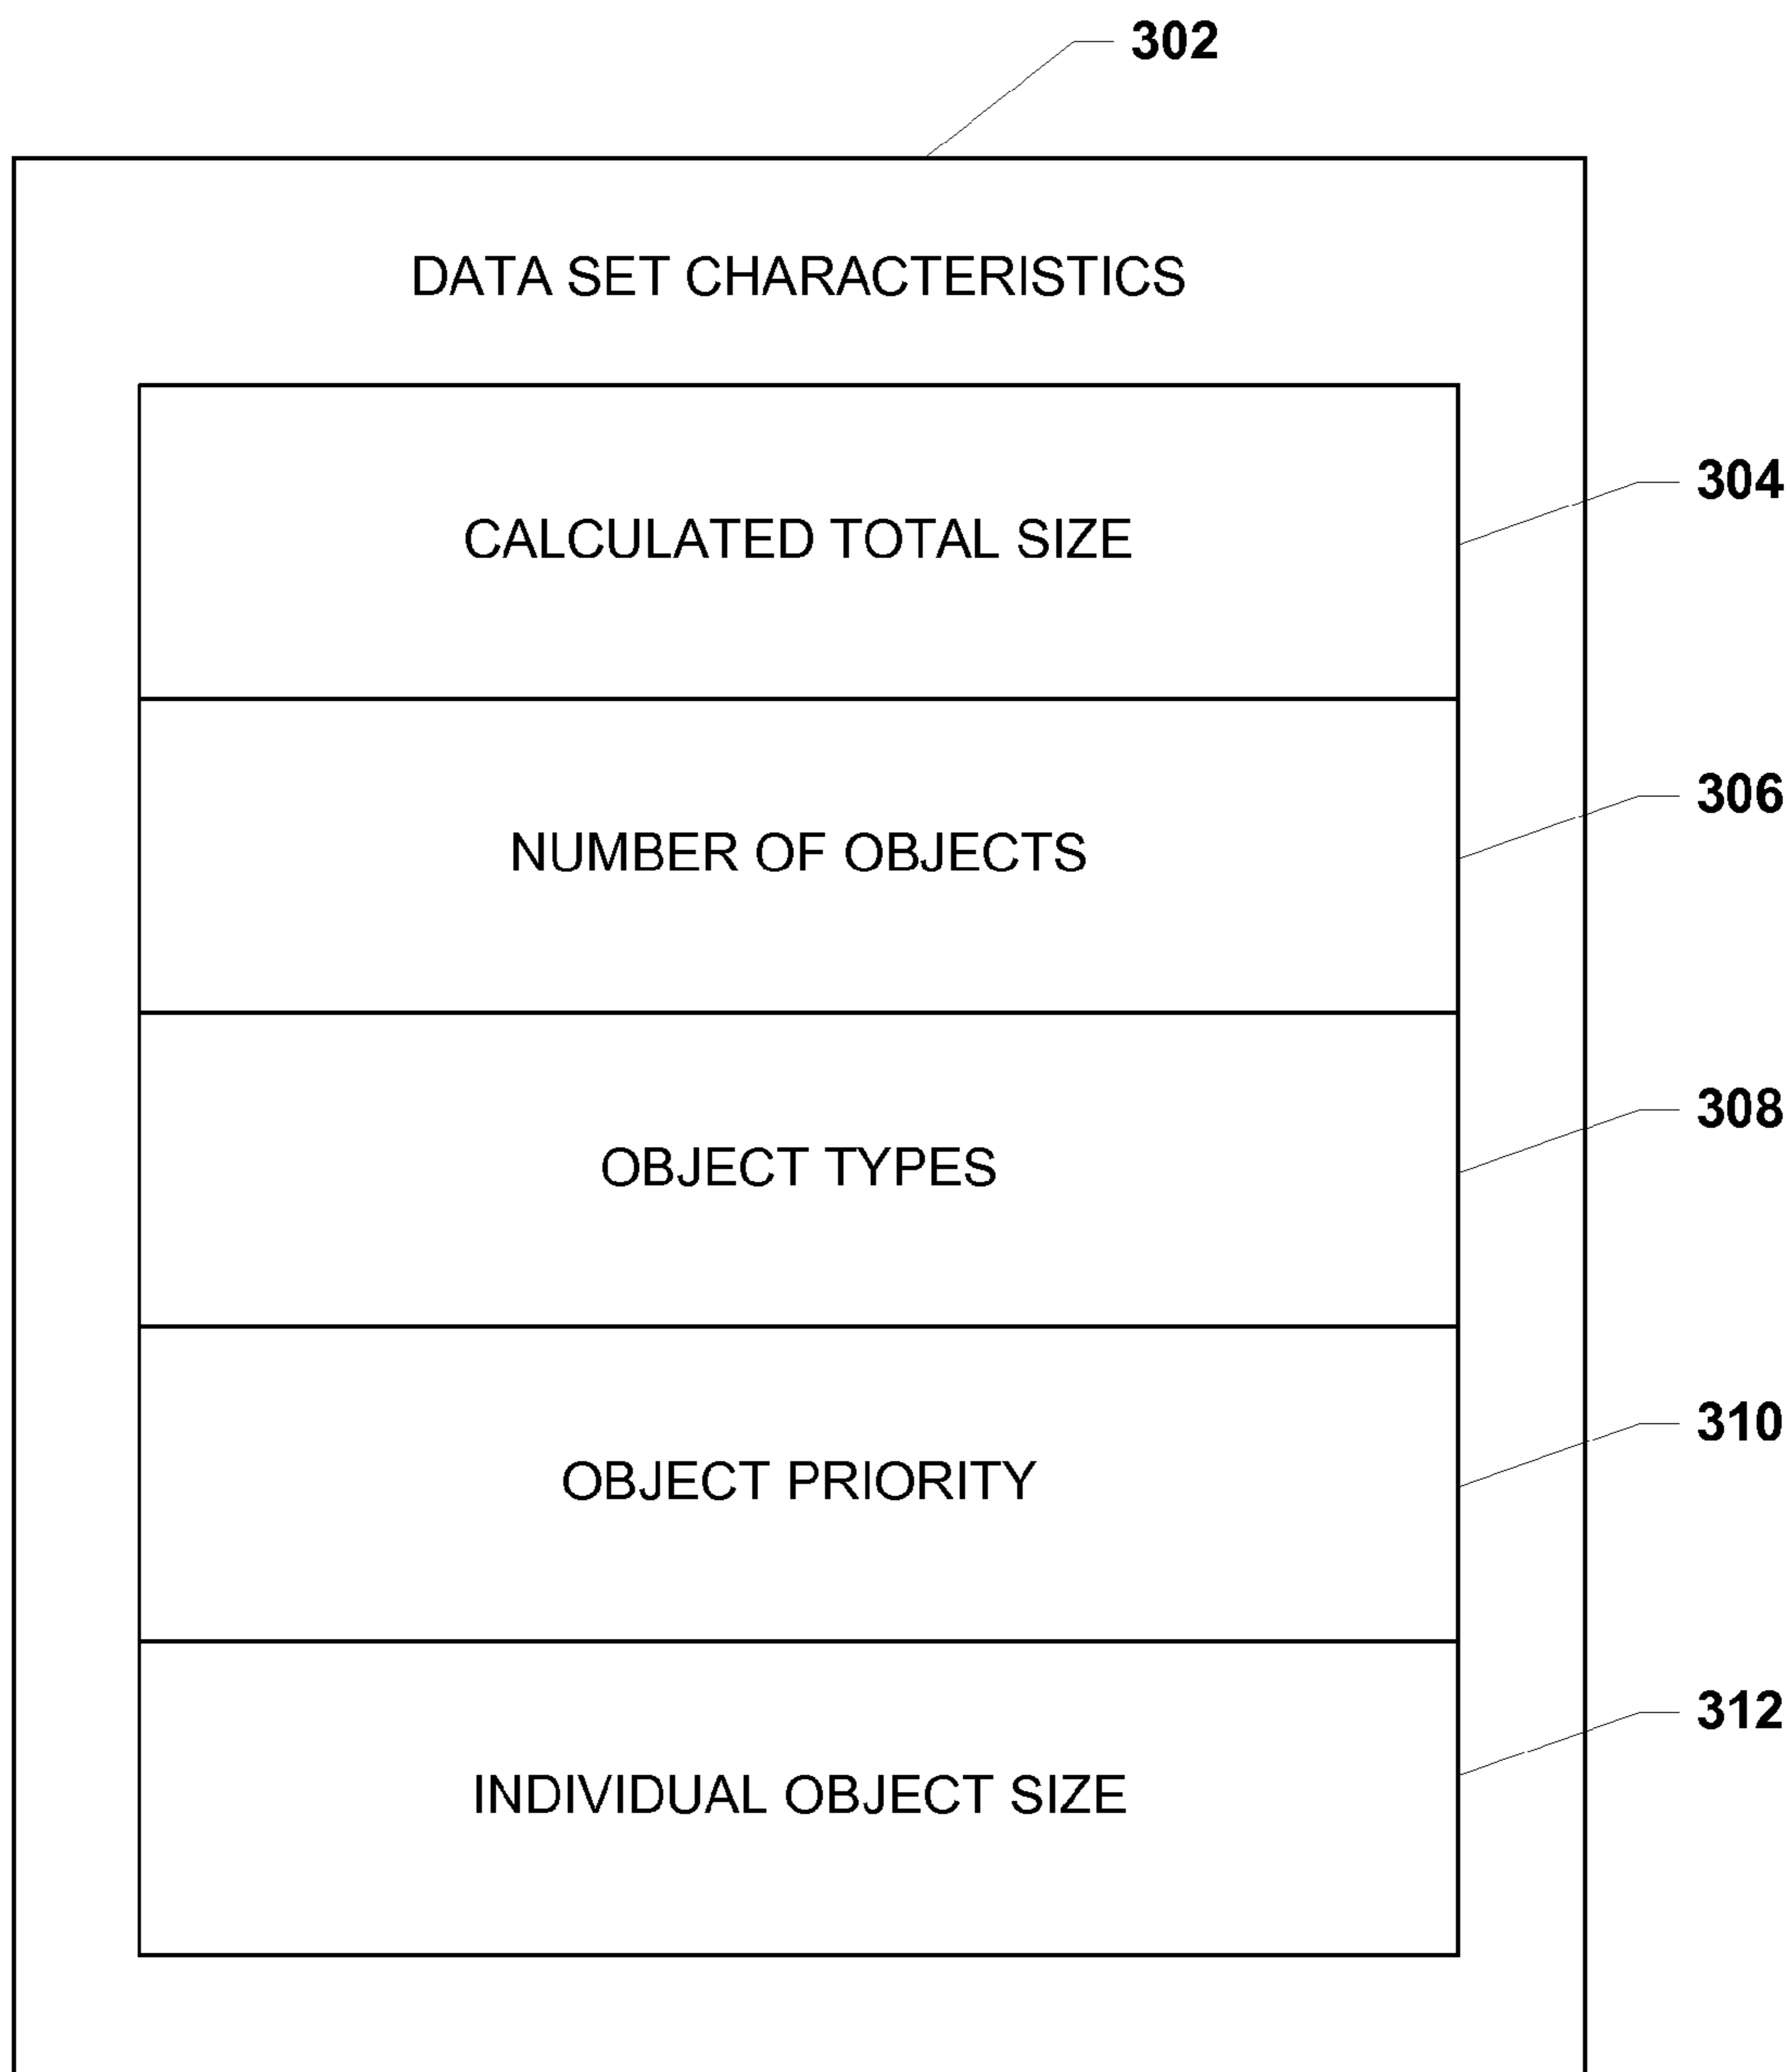 302
DATA SET CHARACTERISTICS
304
CALCULATED TOTAL SIZE
306
NUMBER OF OBJECTS
308
OBJECT TYPES
310
OBJECT PRIORITY
312
INDIVIDUAL OBJECT SIZE